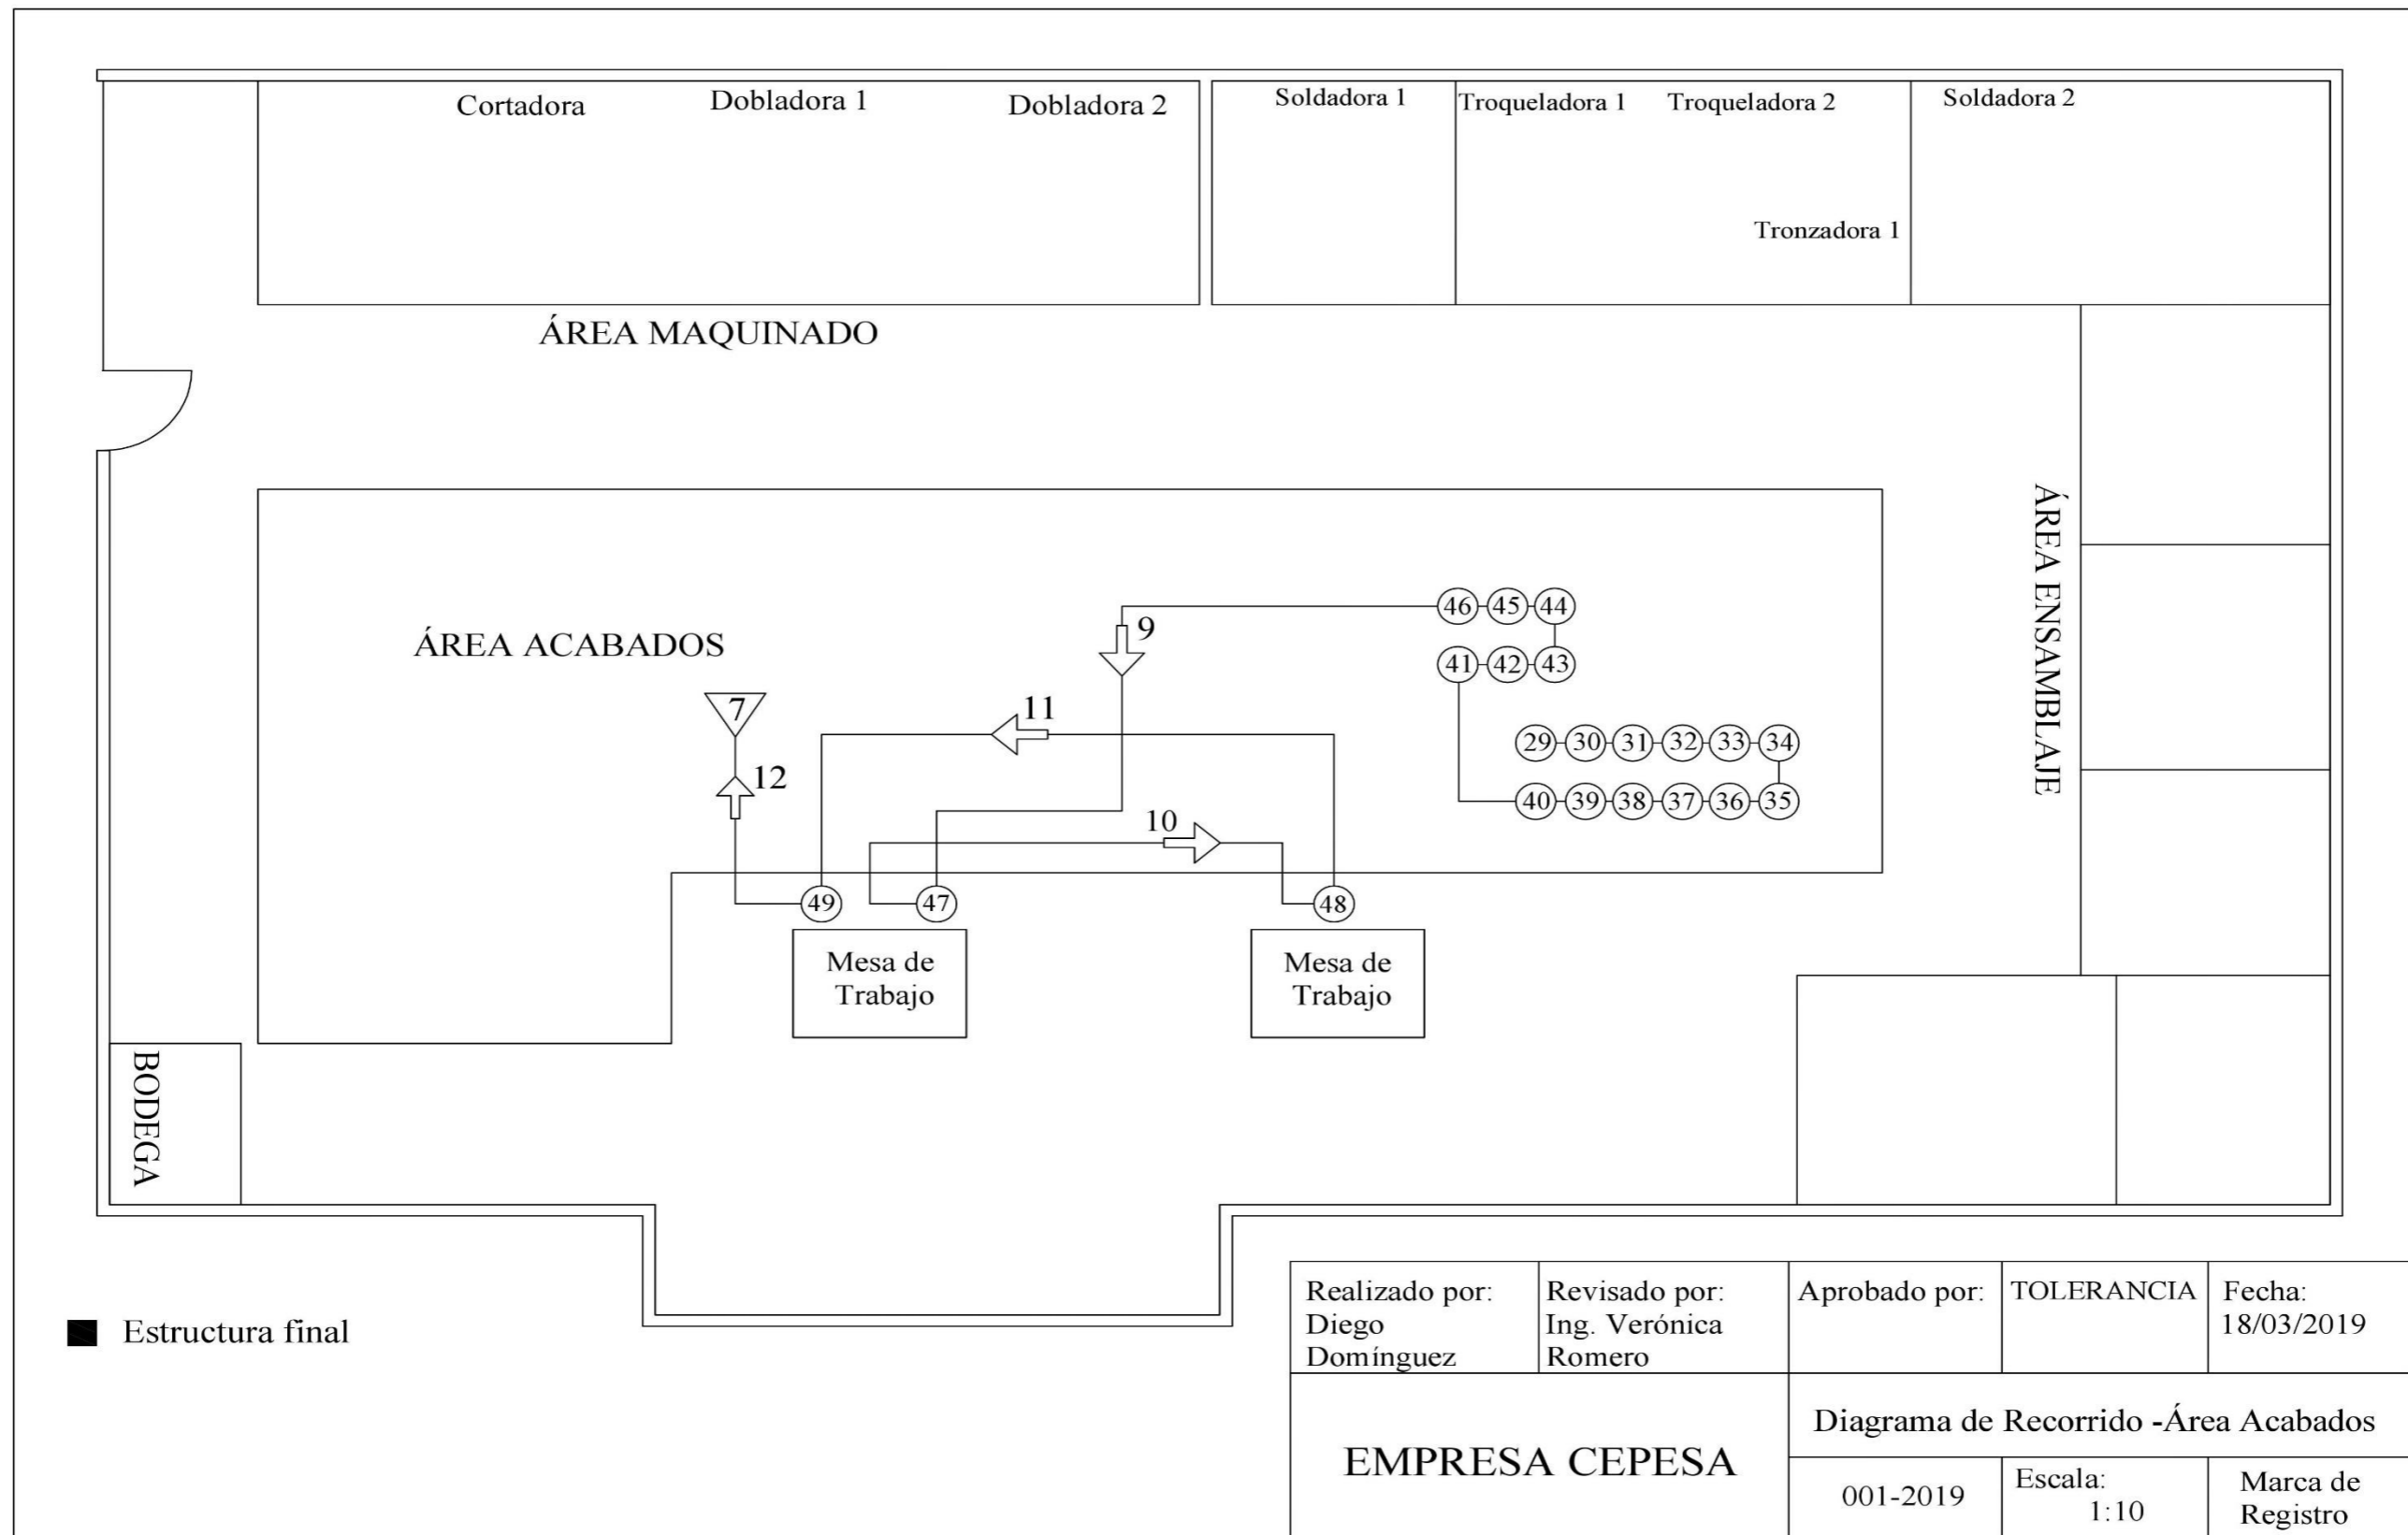 Cortadora
Dobladora 1
Dobladora 2
Soldadora 1
Troqueladora 1
Troqueladora 2
Soldadora 2
Tronzadora 1
ÁREA MAQUINADO
ÁREA ENSAMBLAJE
46
45
44
9
ÁREA ACABADOS
41
42
43
7
11
29
30
31
32
33
34
12
40
39
38
37
36
35
10
49
47
48
Mesa de
Trabajo
Mesa de
Trabajo
BODEGA
Estructura final
Realizado por:
Diego
Domínguez
Revisado por:
Ing. Verónica
Romero
Aprobado por:
TOLERANCIA
Fecha:
18/03/2019
EMPRESA CEPESA
Diagrama de Recorrido -Área Acabados
001-2019
Escala:
1:10
Marca de
Registro